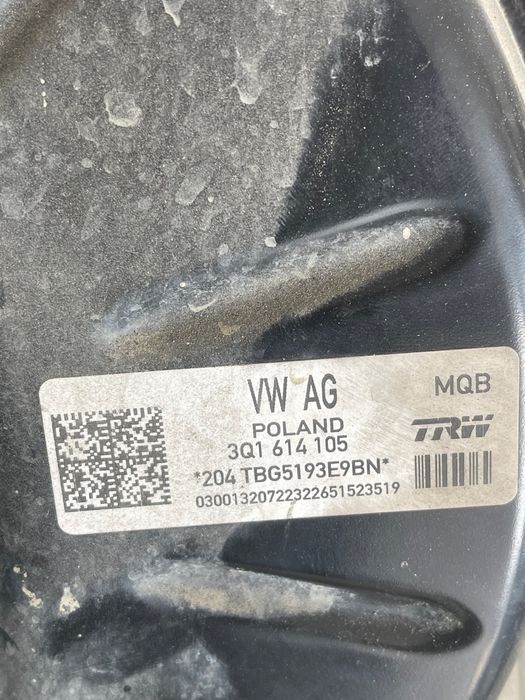 VW AG MQB
POLAND
3Q1 614 105 TRW
*204 TBG5193E9BN*
03001320722322651523519